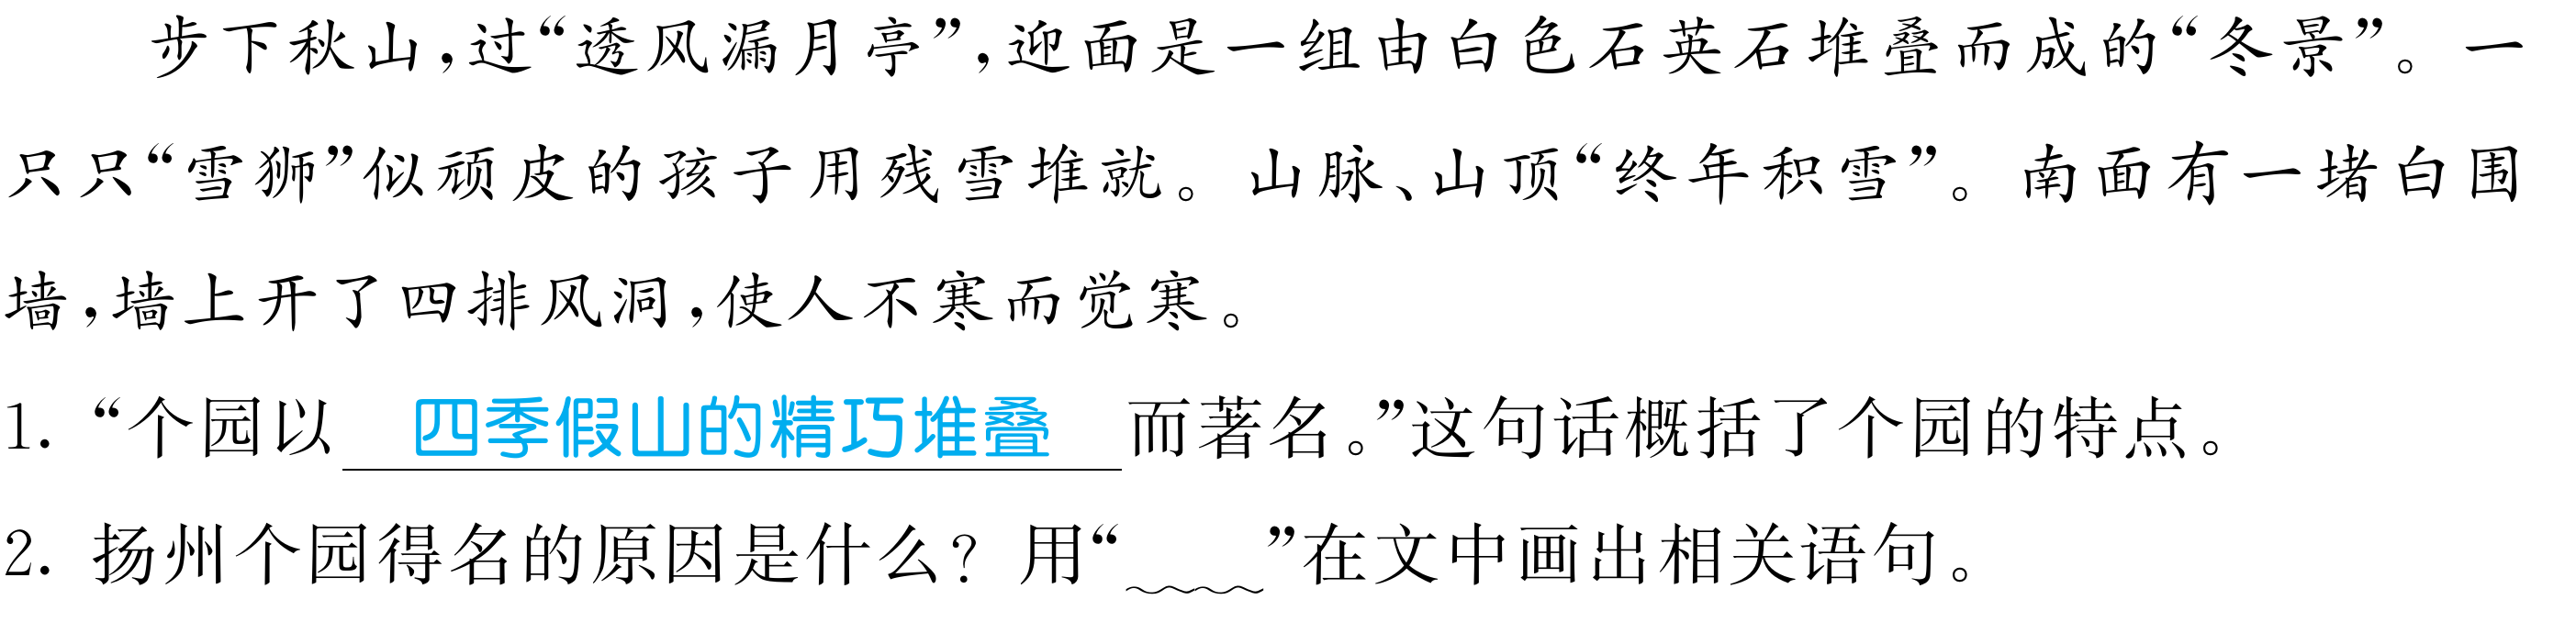 步下秋山,过“透风漏月亭”,迎面是一组由白色石英石堆叠而成的“冬景”。一
只只“雪狮”似顽皮的孩子用残雪堆就。山脉、山顶“终年积雪”。南面有一堵白围
墙,墙上开了四排风洞,使人不寒而觉寒。
1. “个园以 四季假山的精巧堆叠 而著名。”这句话概括了个园的特点。
2. 扬州个园得名的原因是什么? 用“﹏﹏”在文中画出相关语句。